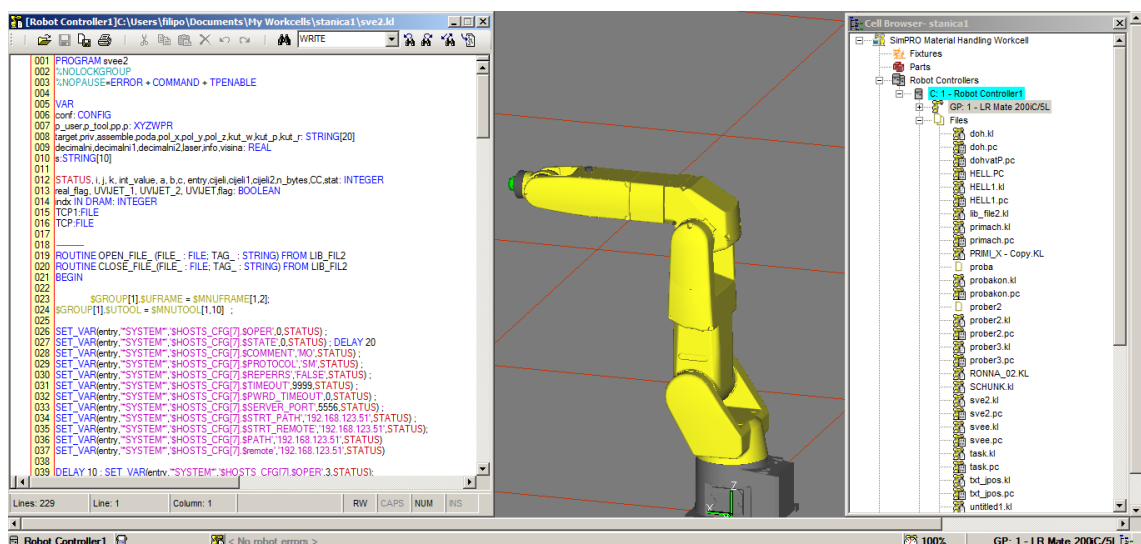 [Robot Controller1]C:\Users\filipo\Documents\My Workcells\stanica1\sve2.kl
WRITE
001 PROGRAM svee2
002 %NOLOCKGROUP
003 %NOPAUSE=ERROR + COMMAND + TPENABLE
004
005 VAR
006 conf: CONFIG
007 p_user,p_tool,pp,p: XYZWPR
008 target,priv,assemble,poda,pol_x,pol_y,pol_z,kut_w,kut_p,kut_r: STRING[20]
009 decimalni,decimalni1,decimalni2,laser,info,visina: REAL
010 s:STRING[10]
011
012 STATUS, i, j, k, int_value, a, b,c, entry,cijeli,cijeli1,cijeli2,n_bytes,CC,stat: INTEGER
013 real_flag, UVIJET_1, UVIJET_2, UVIJET,flag: BOOLEAN
014 indx IN DRAM: INTEGER
015 TCP1:FILE
016 TCP:FILE
017
018 ----------
019 ROUTINE OPEN_FILE_ (FILE_ : FILE; TAG_ : STRING) FROM LIB_FIL2
020 ROUTINE CLOSE_FILE_(FILE_ : FILE; TAG_ : STRING) FROM LIB_FIL2
021 BEGIN
022
023 $GROUP[1].$UFRAME = $MNUFRAME[1,2];
024 $GROUP[1].$UTOOL = $MNUTOOL[1,10] ;
025
026 SET_VAR(entry,'*SYSTEM*','$HOSTS_CFG[7].$OPER',0,STATUS) ;
027 SET_VAR(entry,'*SYSTEM*','$HOSTS_CFG[7].$STATE',0,STATUS) ; DELAY 20
028 SET_VAR(entry,'*SYSTEM*','$HOSTS_CFG[7].$COMMENT','MO',STATUS) ;
029 SET_VAR(entry,'*SYSTEM*','$HOSTS_CFG[7].$PROTOCOL','SM',STATUS) ;
030 SET_VAR(entry,'*SYSTEM*','$HOSTS_CFG[7].$REPERRS','FALSE',STATUS) ;
031 SET_VAR(entry,'*SYSTEM*','$HOSTS_CFG[7].$TIMEOUT',9999,STATUS) ;
032 SET_VAR(entry,'*SYSTEM*','$HOSTS_CFG[7].$PWRD_TIMEOUT',0,STATUS) ;
033 SET_VAR(entry,'*SYSTEM*','$HOSTS_CFG[7].$SERVER_PORT',5556,STATUS) ;
034 SET_VAR(entry,'*SYSTEM*','$HOSTS_CFG[7].$STRT_PATH','192.168.123.51',STATUS) ;
035 SET_VAR(entry,'*SYSTEM*','$HOSTS_CFG[7].$STRT_REMOTE','192.168.123.51',STATUS);
036 SET_VAR(entry,'*SYSTEM*','$HOSTS_CFG[7].$PATH','192.168.123.51',STATUS)
037 SET_VAR(entry,'*SYSTEM*','$HOSTS_CFG[7].$remote','192.168.123.51',STATUS)
038
039 DELAY 10 ; SET_VAR(entry,'*SYSTEM*','$HOSTS_CFG[7].$OPER',3,STATUS);
Lines: 229 Line: 1 Column: 1 RW CAPS NUM INS
Z
X
Cell Browser- stanica1
SimPRO Material Handling Workcell
Fixtures
Parts
Robot Controllers
C: 1 - Robot Controller1
GP: 1 - LR Mate 200iC/5L
Files
doh.kl
doh.pc
dohvatP.pc
HELL.PC
HELL1.kl
HELL1.pc
lib_file2.kl
primach.kl
primach.pc
PRIMI_X - Copy.KL
proba
probakon.kl
probakon.pc
prober2
prober2.kl
prober2.pc
prober3.kl
prober3.pc
RONNA_02.KL
SCHUNK.kl
sve2.kl
sve2.pc
svee.kl
svee.pc
task.kl
task.pc
txt_jpos.kl
txt_jpos.pc
untitled1.kl
Robot Controller1 < No robot errors > 100% GP: 1 - LR Mate 200iC/5L